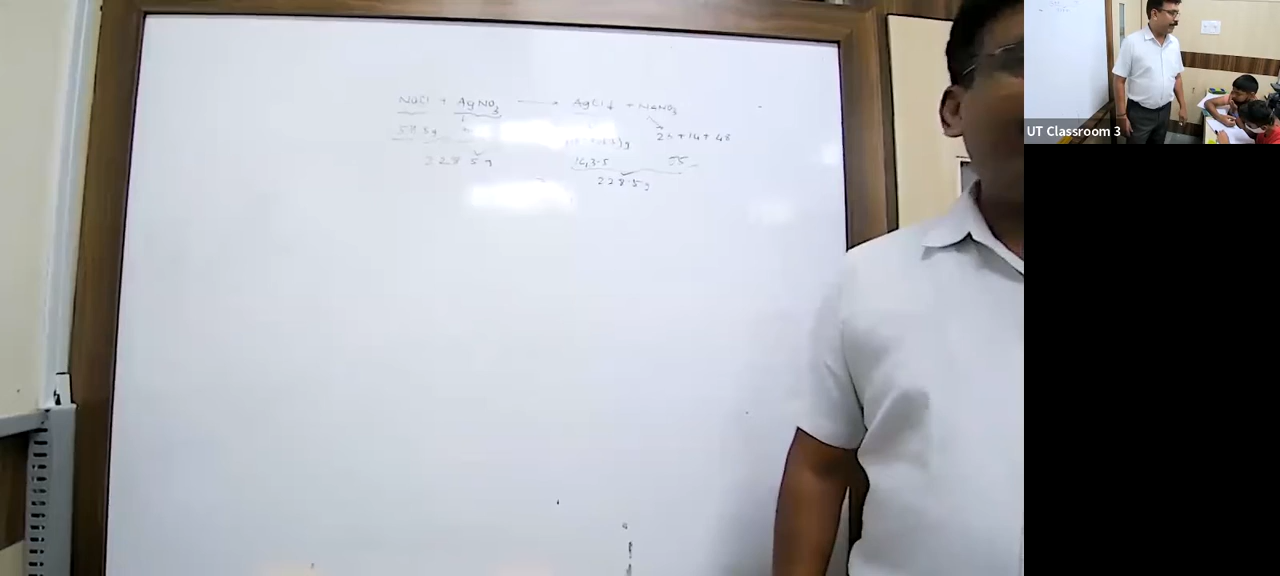 NaCl + AgNO3 ⟶ AgCl↓ + NaNO3
58.5g
23 + 14 + 48
228.5g
143.5 85
228.5g
UT Classroom 3